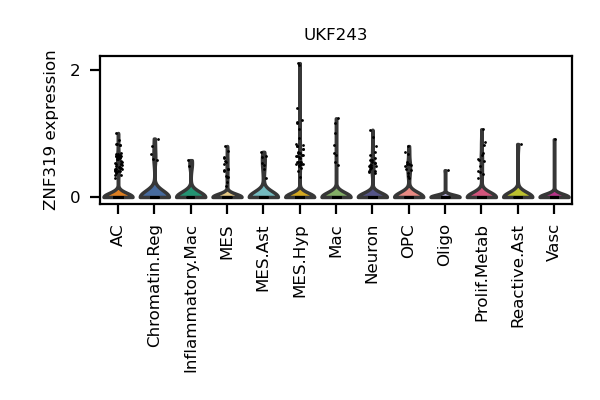 UKF243
ZNF319 expression
2
0
AC
Chromatin.Reg
Inflammatory.Mac
MES
MES.Ast
MES.Hyp
Mac
Neuron
OPC
Oligo
Prolif.Metab
Reactive.Ast
Vasc